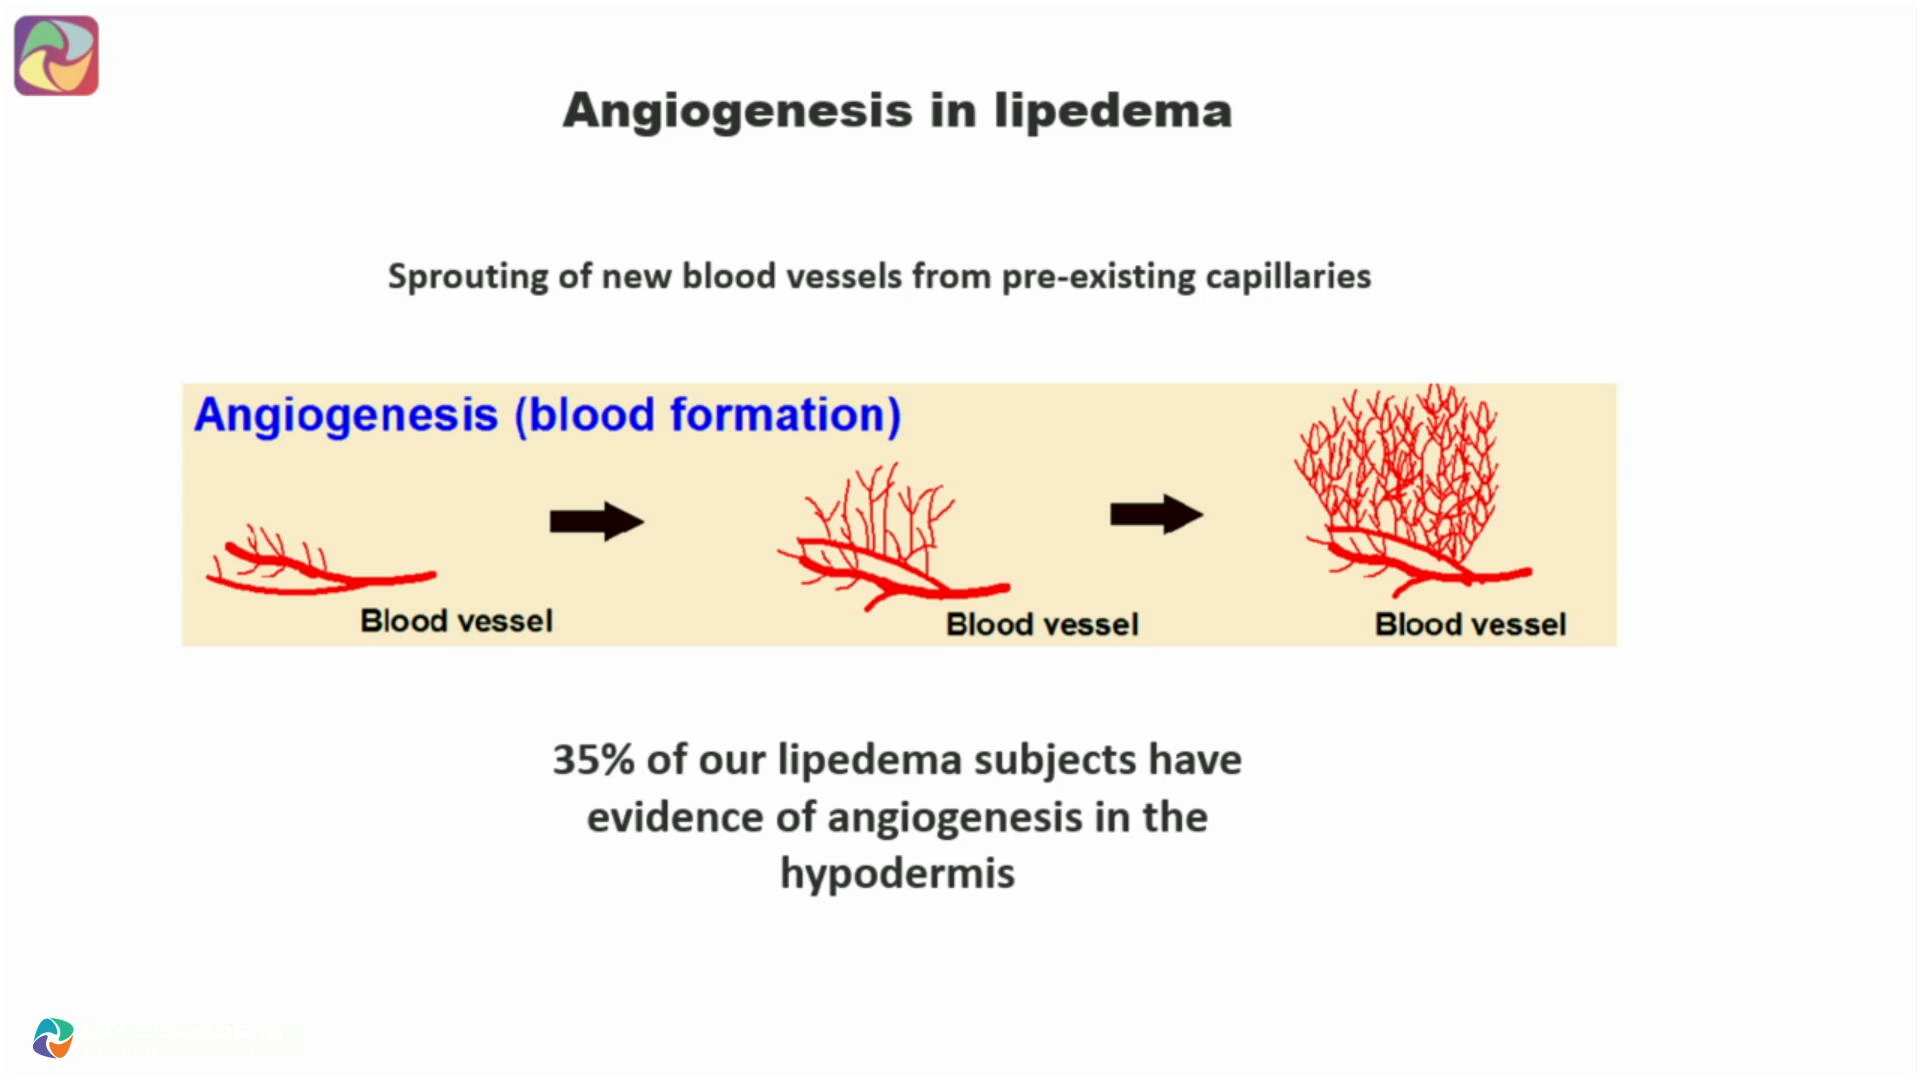 Angiogenesis in lipedema
Sprouting of new blood vessels from pre-existing capillaries
Angiogenesis (blood formation)
Blood vessel
Blood vessel
Blood vessel
35% of our lipedema subjects have
evidence of angiogenesis in the
hypodermis